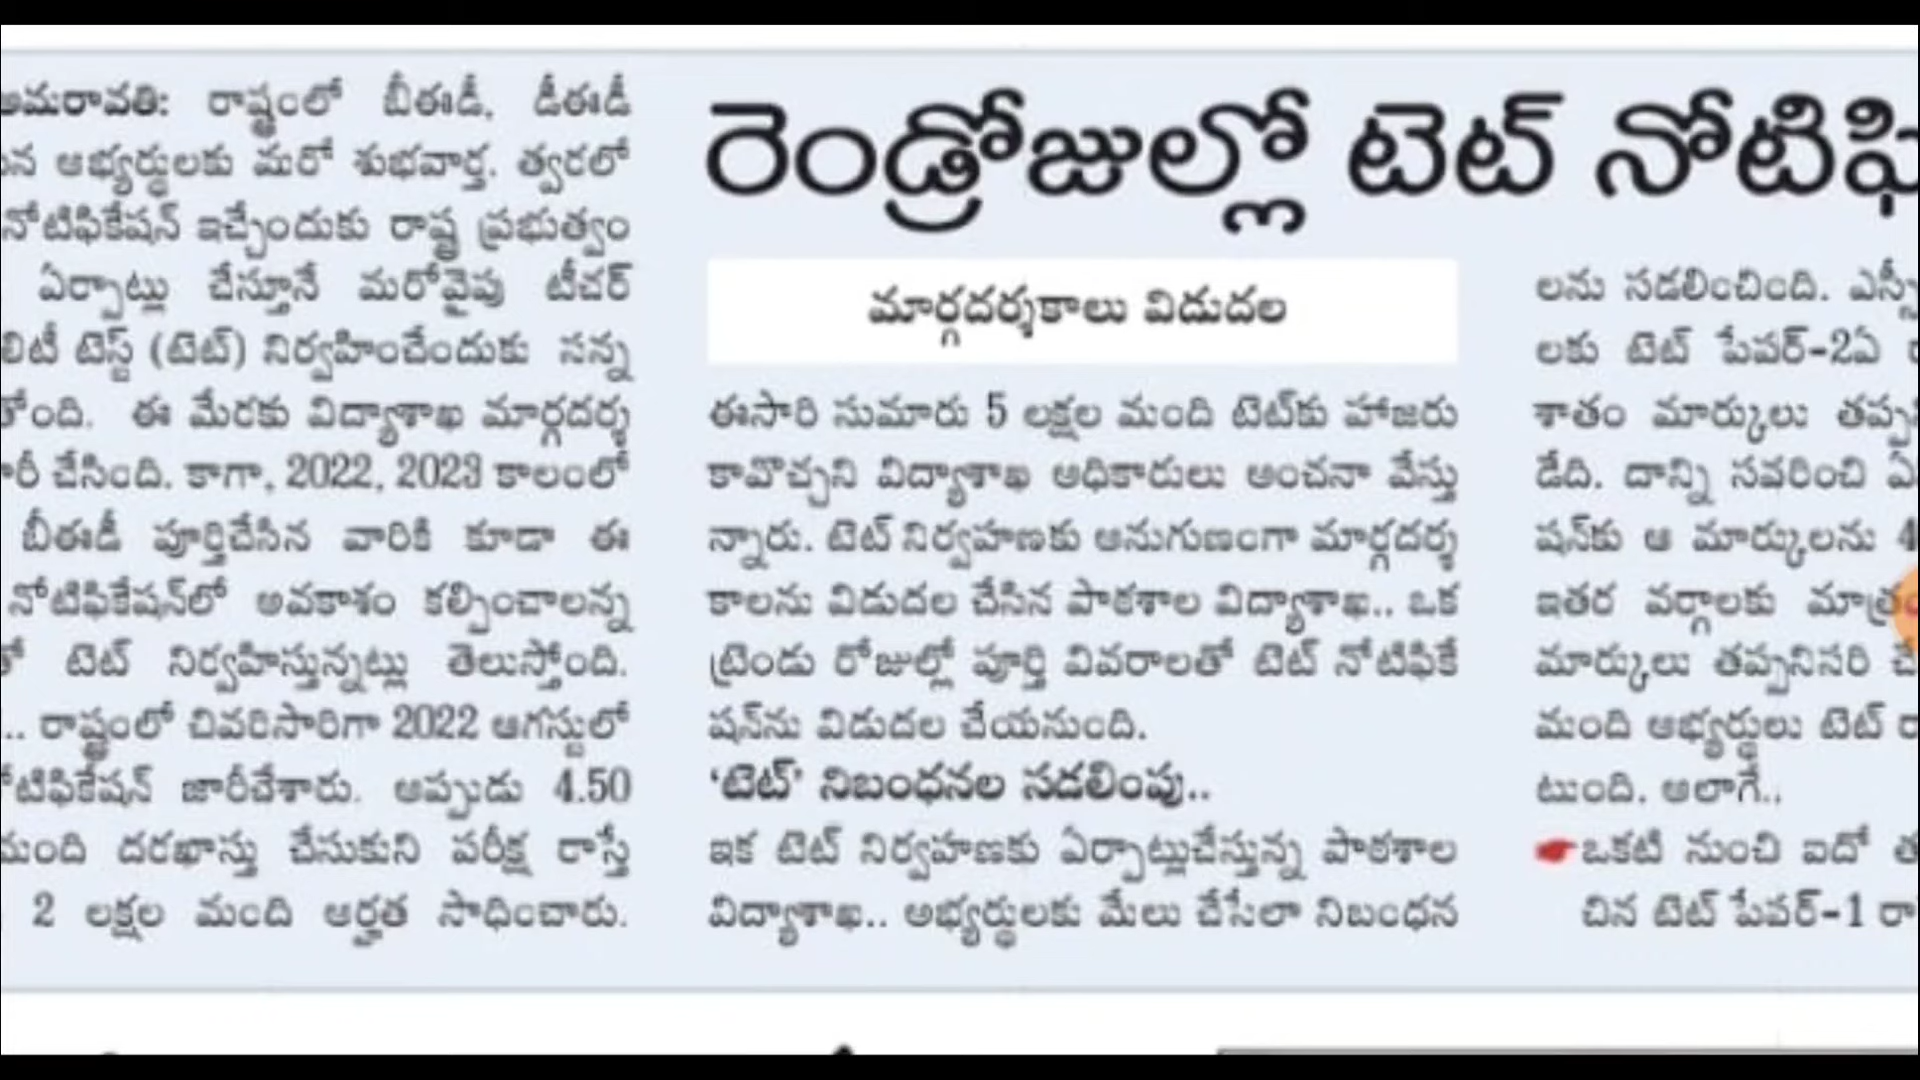 రెండ్రోజుల్లో టెట్ నోటిఫి
అమరావతి: రాష్ట్రంలో బీఈడీ, డీఈడీ
ఆభ్యర్థులకు మరో శుభవార్త. త్వరలో
నోటిఫికేషన్ ఇచ్చేందుకు రాష్ట్ర ప్రభుత్వం
ఏర్పాట్లు చేస్తూనే మరోవైపు టీచర్
టెస్ట్ (టెట్) నిర్వహించేందుకు సన్న
ఈ మేరకు విద్యాశాఖ మార్గదర్శ
చేసింది. కాగా, 2022, 2023 కాలంలో
బీఈడీ పూర్తిచేసిన వారికి కూడా ఈ
నోటిఫికేషన్‌లో అవకాశం కల్పించాలన్న
టెట్ నిర్వహిస్తున్నట్లు తెలుస్తోంది.
.. రాష్ట్రంలో చివరిసారిగా 2022 ఆగస్టులో
జారీచేశారు. అప్పుడు 4.50
మంది దరఖాస్తు చేసుకుని పరీక్ష రాస్తే
2 లక్షల మంది అర్హత సాధించారు.
మార్గదర్శకాలు విడుదల
ఈసారి సుమారు 5 లక్షల మంది టెట్‌కు హాజరు
కావొచ్చని విద్యాశాఖ అధికారులు అంచనా వేస్తు
న్నారు. టెట్ నిర్వహణకు అనుగుణంగా మార్గదర్శ
కాలను విడుదల చేసిన పాఠశాల విద్యాశాఖ.. ఒక
ట్రెండు రోజుల్లో పూర్తి వివరాలతో టెట్ నోటిఫికే
షన్‌ను విడుదల చేయనుంది.
‘టెట్’ నిబంధనల సడలింపు..
ఇక టెట్ నిర్వహణకు ఏర్పాట్లుచేస్తున్న పాఠశాల
విద్యాశాఖ.. అభ్యర్థులకు మేలు చేసేలా నిబంధన
లను సడలించింది. ఎస్సీ
లకు టెట్ పేపర్-2ఏ
శాతం మార్కులు తప్ప
డేది. దాన్ని సవరించి
షన్‌కు ఆ మార్కులను 4
ఇతర వర్గాలకు మాత్రం
మార్కులు తప్పనిసరి
మంది ఆభ్యర్థులు టెట్
టుంది. అలాగే..
ఒకటి నుంచి ఐదో
చిన టెట్ పేపర్-1 రా